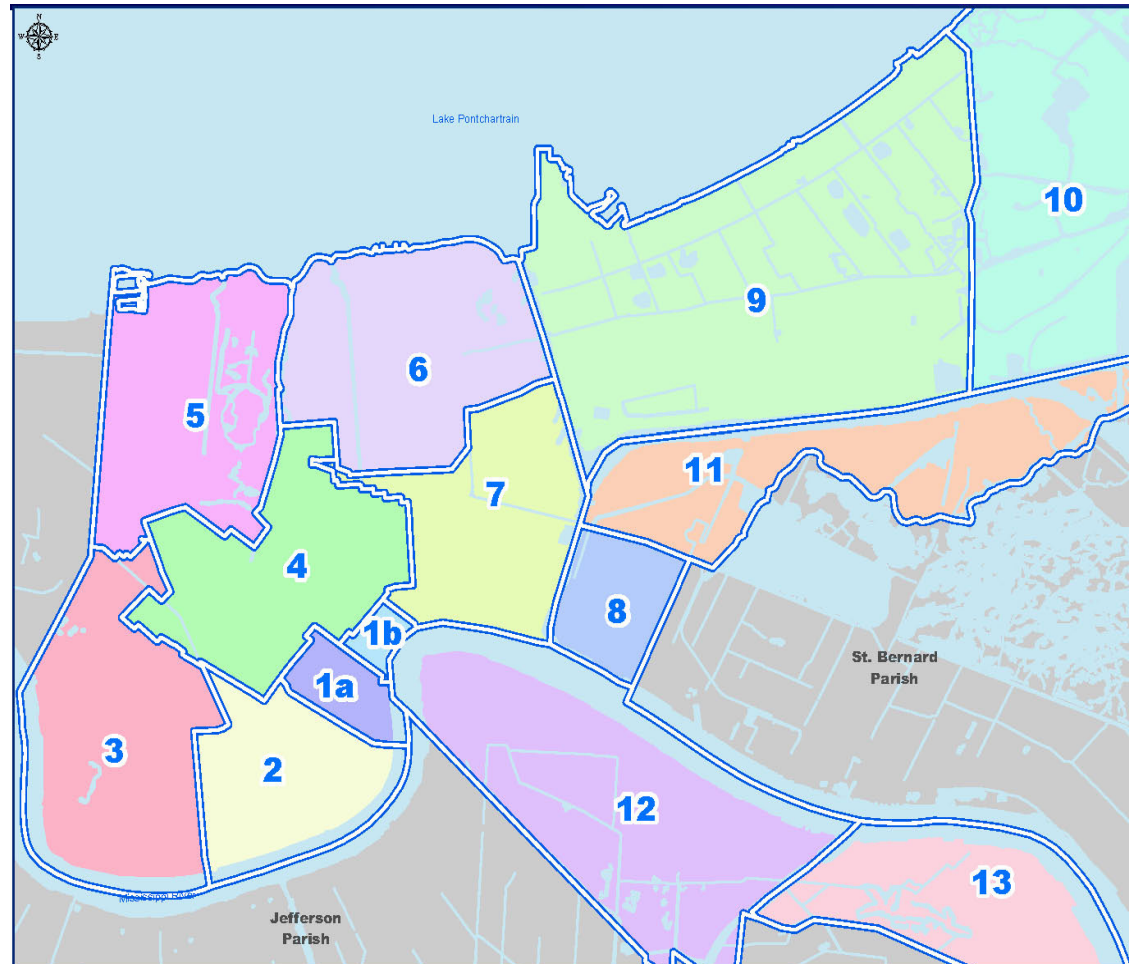 N
W
E
S
Lake Pontchartrain
10
9
6
5
11
7
4
8
1b
St. Bernard
Parish
1a
3
2
12
13
Mississippi River
Jefferson
Parish